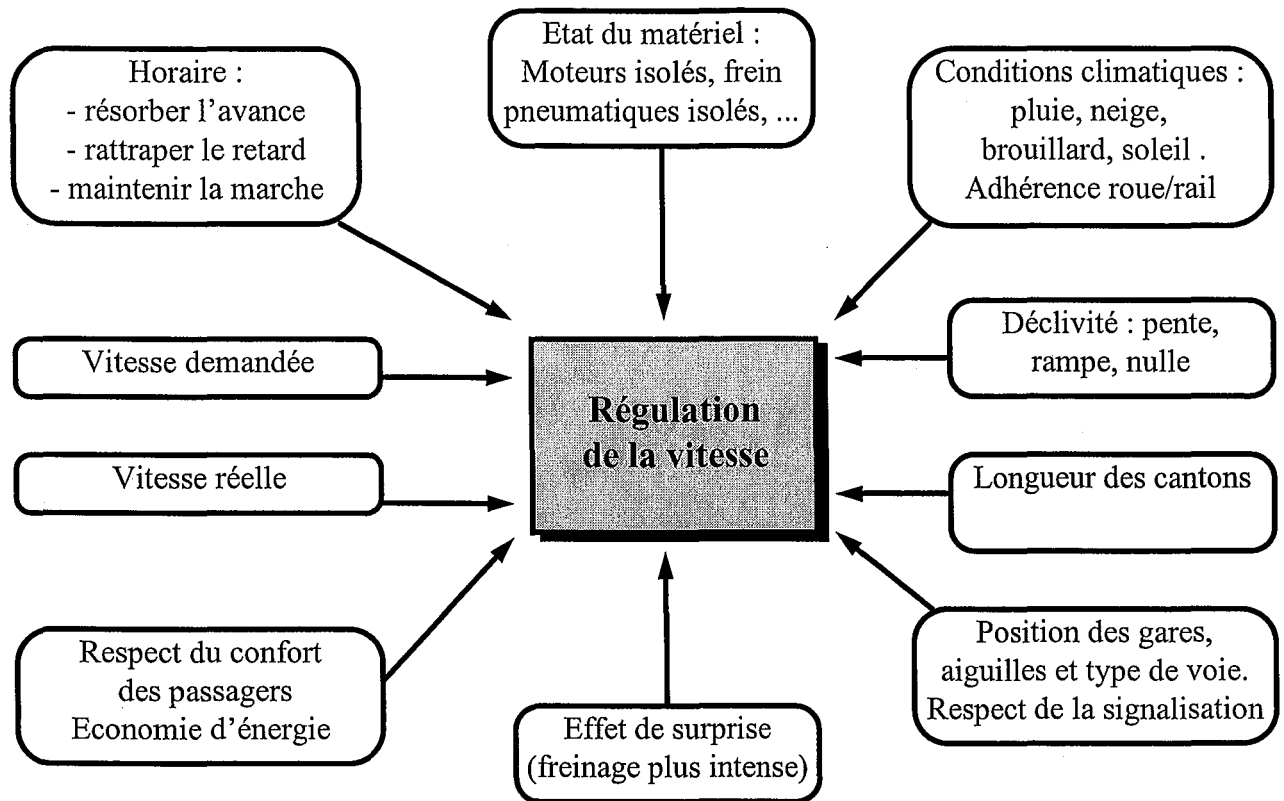 Horaire :
- résorber l'avance
- rattraper le retard
- maintenir la marche
Etat du matériel :
Moteurs isolés, frein
pneumatiques isolés, ...
Conditions climatiques :
pluie, neige,
brouillard, soleil .
Adhérence roue/rail
Vitesse demandée
Régulation
de la vitesse
Déclivité : pente,
rampe, nulle
Vitesse réelle
Longueur des cantons
Respect du confort
des passagers
Economie d'énergie
Effet de surprise
(freinage plus intense)
Position des gares,
aiguilles et type de voie.
Respect de la signalisation